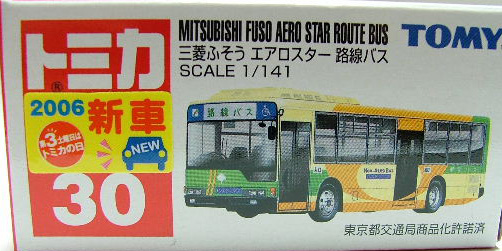 トミカ
MITSUBISHI FUSO AERO STAR ROUTE BUS
三菱ふそう エアロスター 路線バス
SCALE 1/141
TOMY
2006 新車
第3土曜日は
トミカの日
NEW
30
路線バス
Non-Step Bus
東京都交通局商品化許諾済